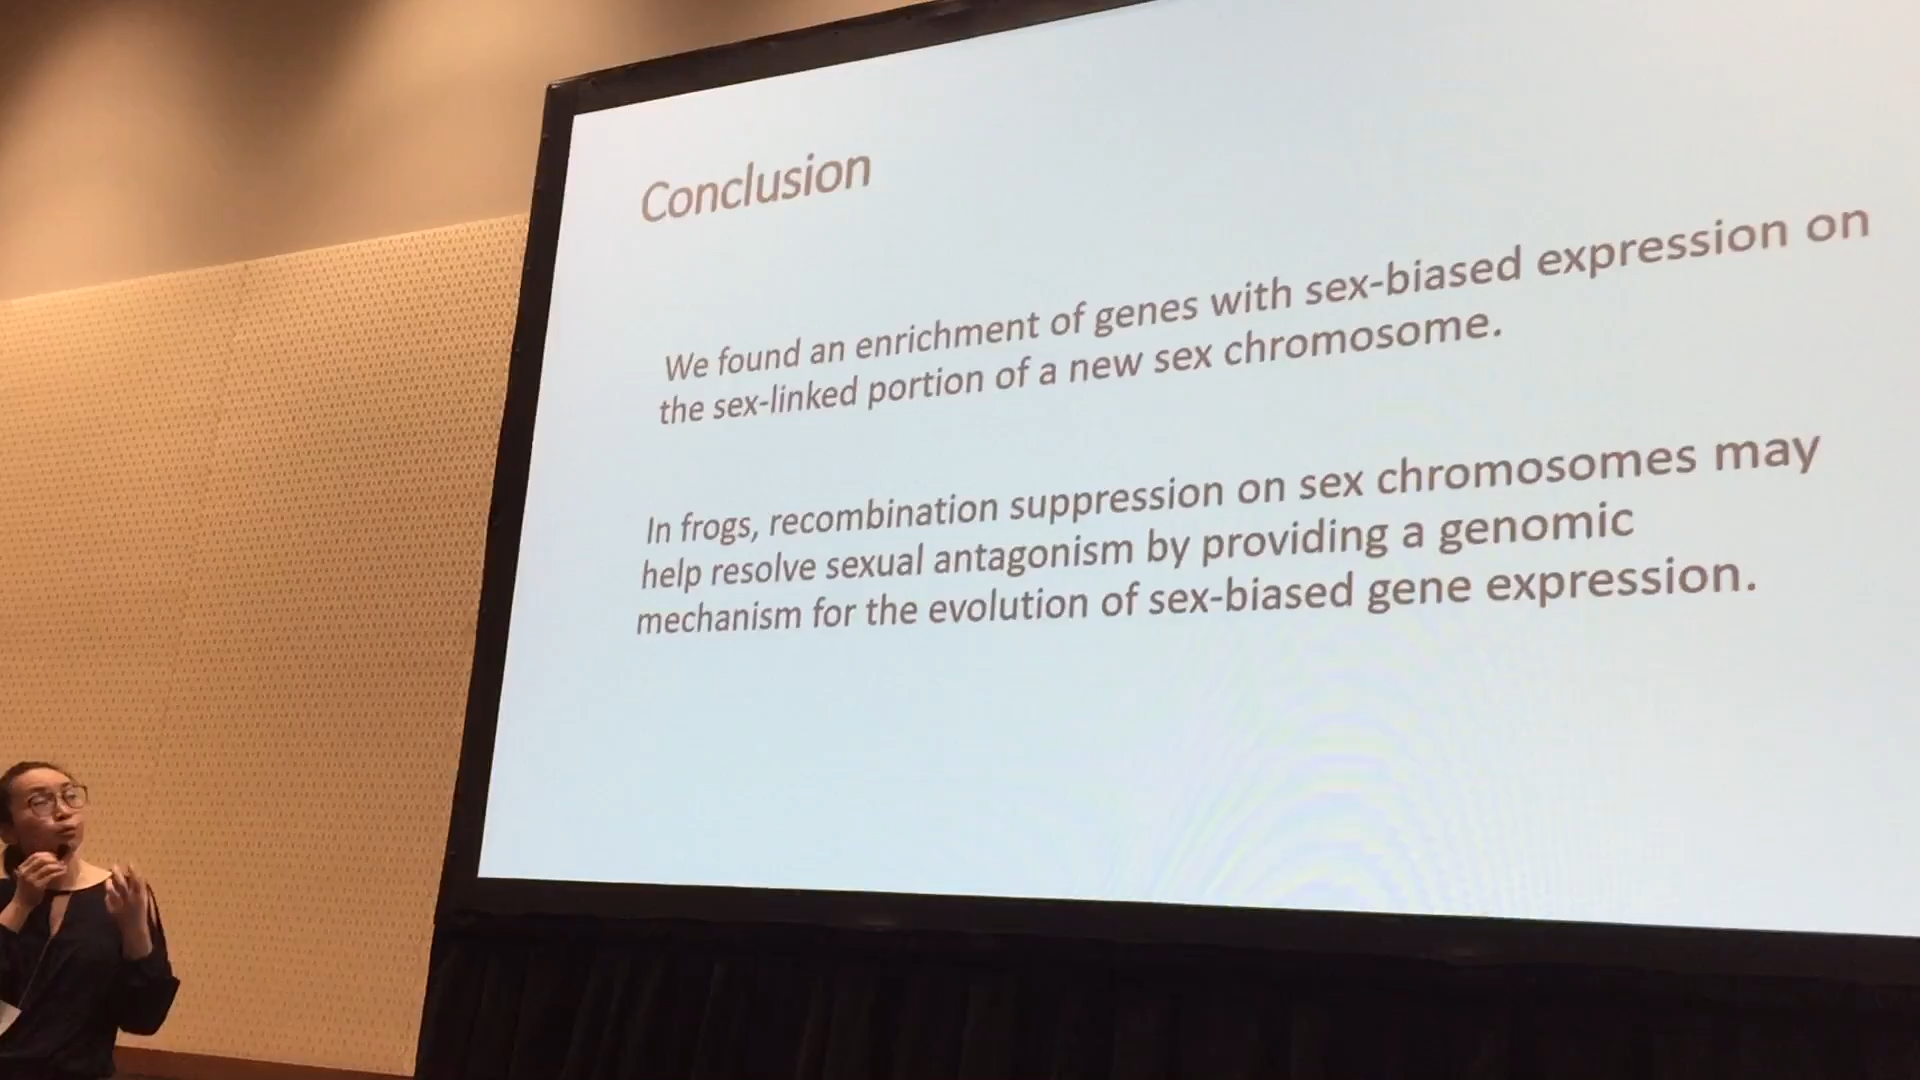 Conclusion
We found an enrichment of genes with sex-biased expression on
the sex-linked portion of a new sex chromosome.
In frogs, recombination suppression on sex chromosomes may
help resolve sexual antagonism by providing a genomic
mechanism for the evolution of sex-biased gene expression.